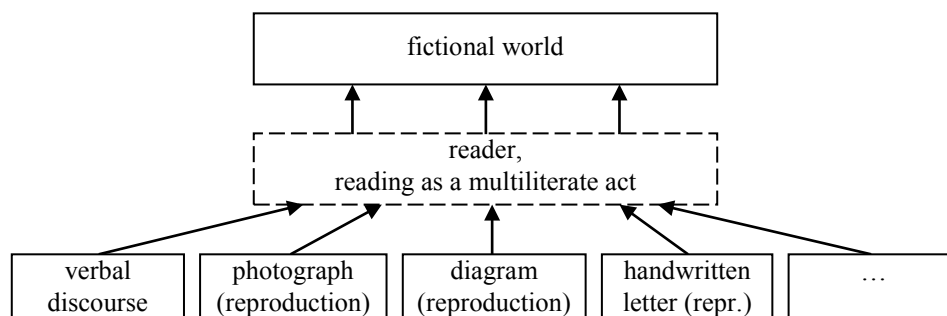 fictional world
reader,
reading as a multiliterate act
verbal
discourse
photograph
(reproduction)
diagram
(reproduction)
handwritten
letter (repr.)
…